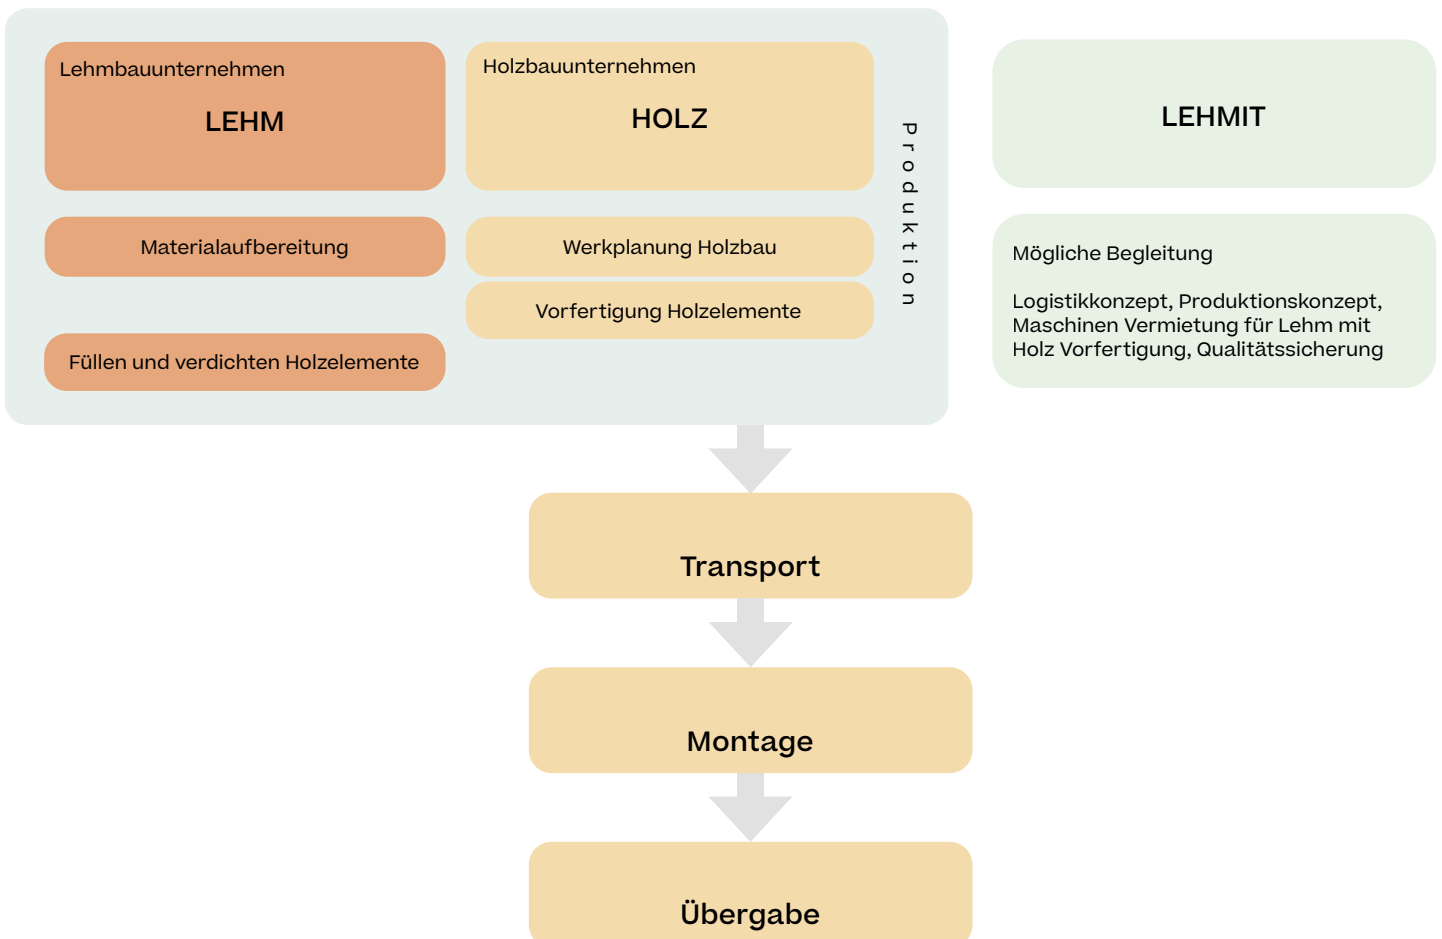 Lehmbauunternehmen
LEHM
Materialaufbereitung
Füllen und verdichten Holzelemente
Holzbauunternehmen
HOLZ
Werkplanung Holzbau
Vorfertigung Holzelemente
Produktion
LEHMIT
Mögliche Begleitung
Logistikkonzept, Produktionskonzept,
Maschinen Vermietung für Lehm mit
Holz Vorfertigung, Qualitätssicherung
Transport
Montage
Übergabe